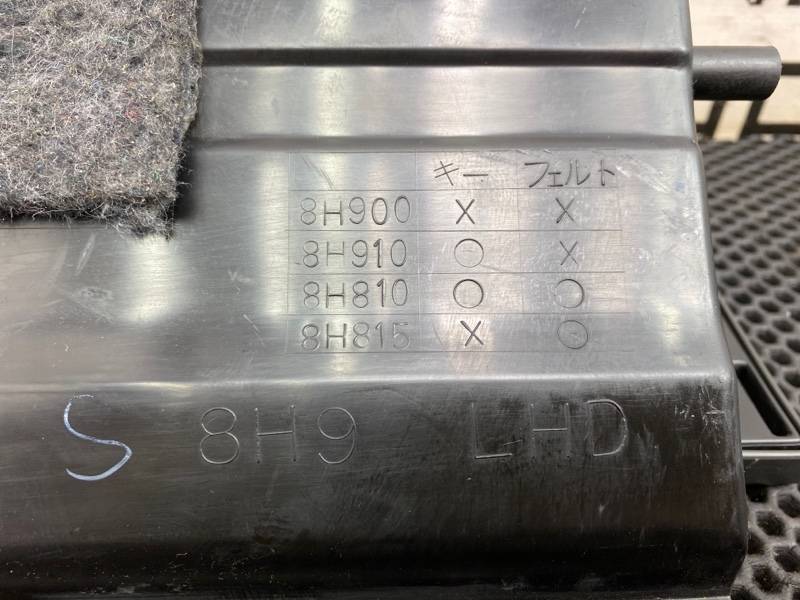 キー フェルト
8H900 X X
8H910 ○ X
8H810 ○ ○
8H815 X ○
S 8H9 LHD